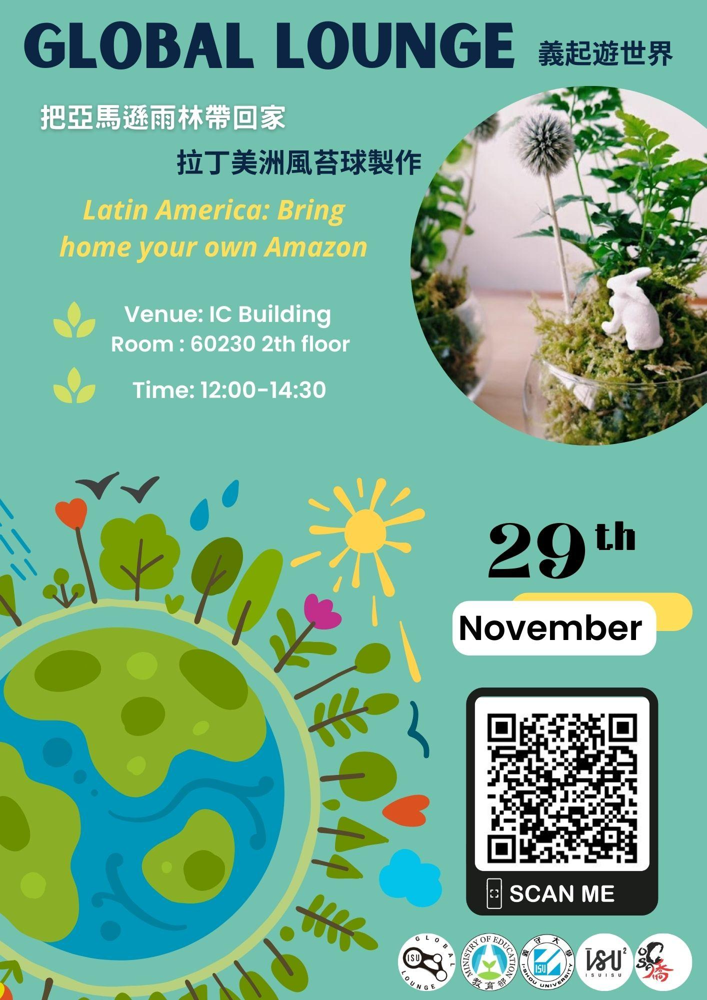 GLOBAL LOUNGE 義起遊世界
把亞馬遜雨林帶回家
拉丁美洲風苔球製作
Latin America: Bring
home your own Amazon
Venue: IC Building
Room : 60230 2th floor
Time: 12:00-14:30
29th
November
SCAN ME
GLOBAL
ISU
LOUNGE
MINISTRY OF EDUCATION
教育部
義守大學
ISU
I-SHOU UNIVERSITY
ISU²
ISUISU
OCSA
僑